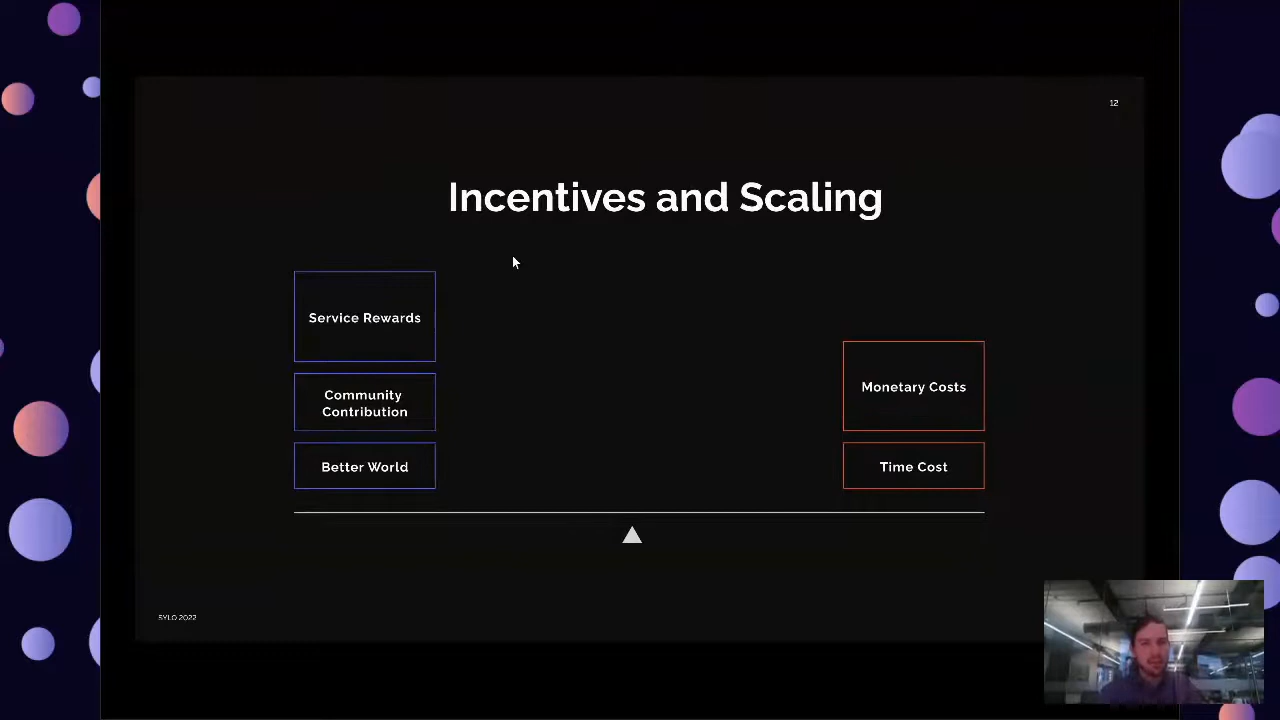 12
Incentives and Scaling
Service Rewards
Community
Contribution
Better World
Monetary Costs
Time Cost
SYLO 2022